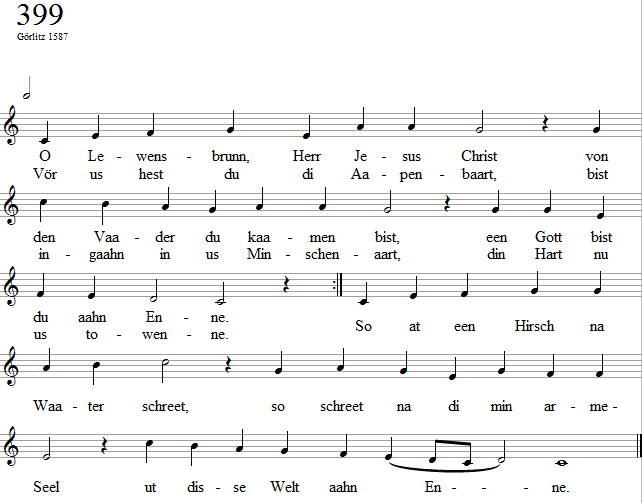 399
Görlitz 1587
O Le - wens- brunn, Herr Je - sus Christ von
Vör us hest du di Aa - pen - baart, bist
den Vaa - der du kaa - men bist, een Gott bist
in - gaahn in us Min - schen - aart, din Hart nu
du aahn En - ne.
us to - wen - ne.
So at een Hirsch na
Waa - ter schreet, so schreet na di min ar - me -
Seel ut dis - se Welt aahn En - - ne.